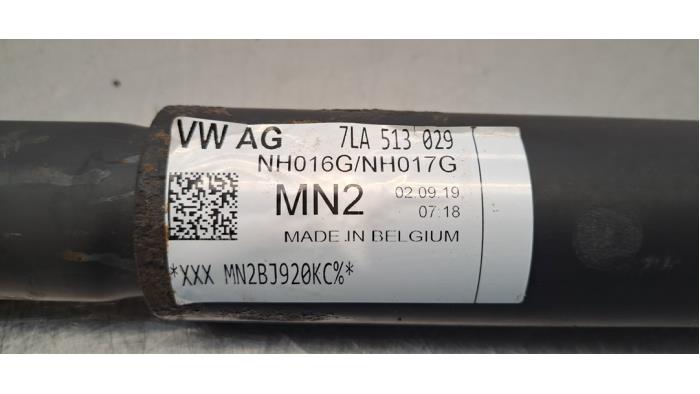 VW AG 7LA 513 029
NH016G/NH017G
MN2 02.09.19
07:18
MADE IN BELGIUM
*XXX MN2BJ920KC%*